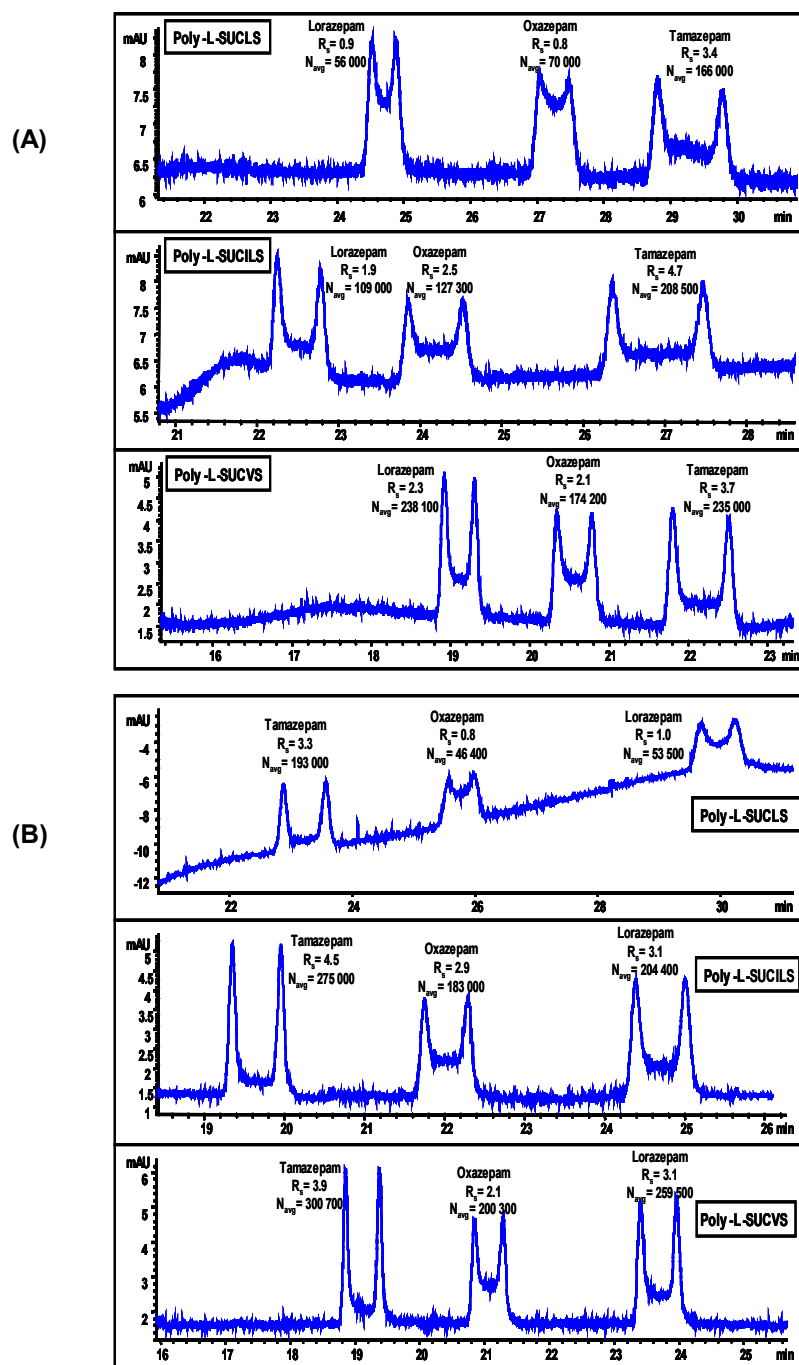 (A)
mAU
Poly-L-SUCLS
Lorazepam
Rs= 0.9
Navg= 56 000
Oxazepam
Rs= 0.8
Navg= 70 000
Tamazepam
Rs= 3.4
Navg= 166 000
8
7.5
7
6.5
6
22 23 24 25 26 27 28 29 30 min
mAU
Poly-L-SUCILS
Lorazepam
Rs= 1.9
Navg= 109 000
Oxazepam
Rs= 2.5
Navg= 127 300
Tamazepam
Rs= 4.7
Navg= 208 500
8
7.5
7
6.5
6
5.5
21 22 23 24 25 26 27 28 min
mAU
Poly-L-SUCVS
Lorazepam
Rs= 2.3
Navg= 238 100
Oxazepam
Rs= 2.1
Navg= 174 200
Tamazepam
Rs= 3.7
Navg= 235 000
5
4.5
4
3.5
3
2.5
2
1.5
16 17 18 19 20 21 22 23 min
(B)
mAU
Tamazepam
Rs= 3.3
Navg= 193 000
Oxazepam
Rs= 0.8
Navg= 46 400
Lorazepam
Rs= 1.0
Navg= 53 500
Poly-L-SUCLS
-4
-6
-8
-10
-12
22 24 26 28 30 min
mAU
Tamazepam
Rs= 4.5
Navg= 275 000
Oxazepam
Rs= 2.9
Navg= 183 000
Lorazepam
Rs= 3.1
Navg= 204 400
Poly-L-SUCILS
5
4.5
4
3.5
3
2.5
2
1.5
1
19 20 21 22 23 24 25 26 min
mAU
Tamazepam
Rs= 3.9
Navg= 300 700
Oxazepam
Rs= 2.1
Navg= 200 300
Lorazepam
Rs= 3.1
Navg= 259 500
Poly-L-SUCVS
6
5
4
3
2
16 17 18 19 20 21 22 23 24 25 min